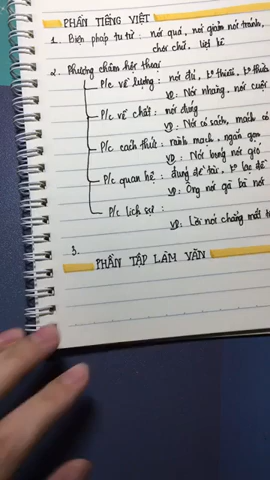 PHẦN TIẾNG VIỆT
1. Biện pháp tu từ : nói quá, nói giảm nói tránh,
chơi chữ, liệt kê
2. Phương châm hội thoại
P/c về lượng : nói đủ, k° thiếu, k° thừa
VD: Nói nhăng nói cuội
P/c về chất : nói đúng
VD: Nói có sách, mách có
P/c cách thức : rành mạch, ngắn gọn
VD: Nói bóng nói gió
P/c quan hệ : đúng đề tài, k° lạc đề
VD: Ông nói gà bà nói
P/c lịch sự :
VD: Lời nói chẳng mất t
3.
PHẦN TẬP LÀM VĂN